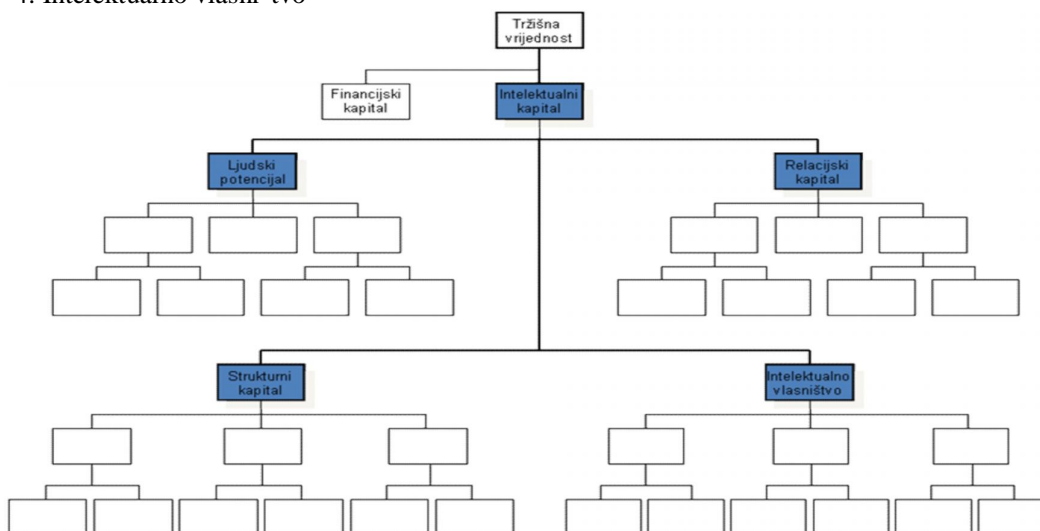 Tržišna
vrijednost
Financijski
kapital
Intelektualni
kapital
Ljudski
potencijal
Relacijski
kapital
Strukturni
kapital
Intelektualno
vlasništvo